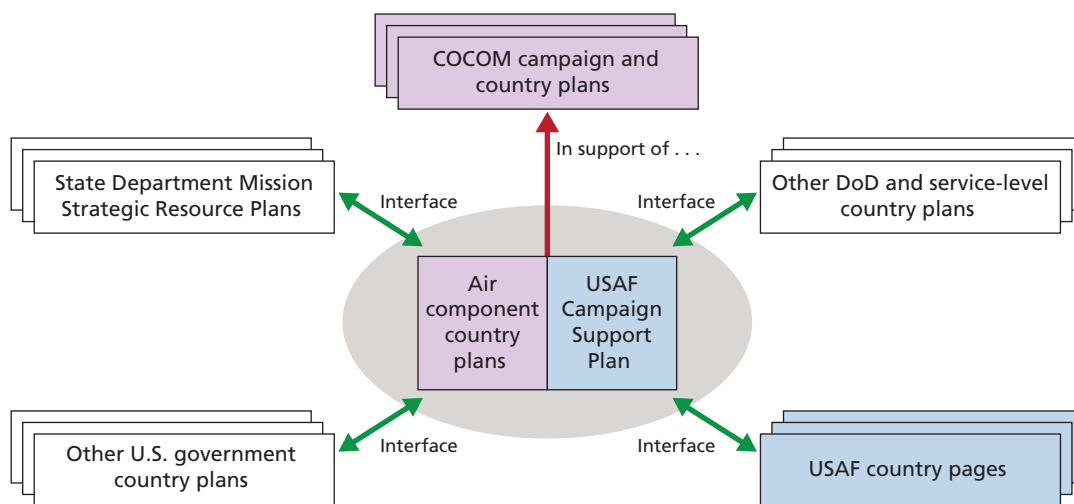 COCOM campaign and
country plans
In support of . . .
State Department Mission
Strategic Resource Plans
Interface
Interface
Other DoD and service-level
country plans
Air
component
country
plans
USAF
Campaign
Support
Plan
Other U.S. government
country plans
Interface
Interface
USAF country pages